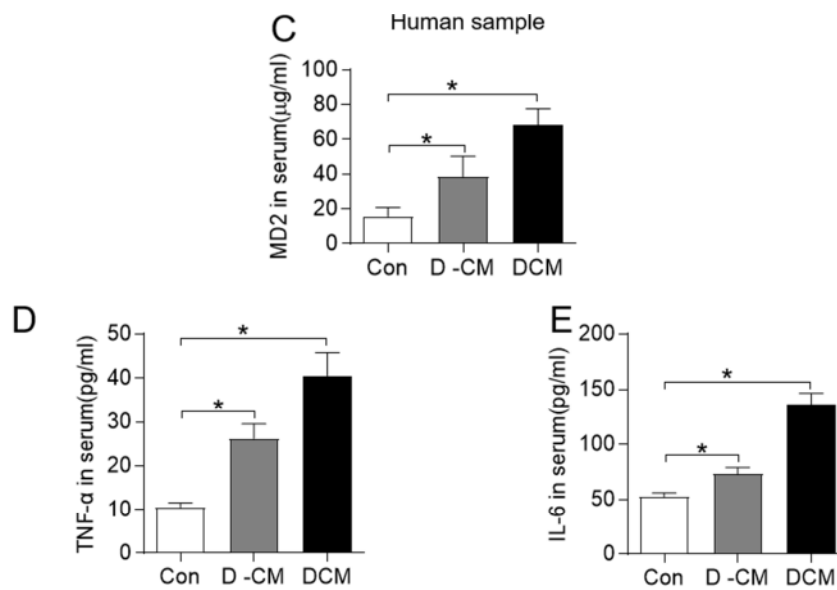 C
Human sample
MD2 in serum(μg/ml)
100
80
60
40
20
0
*
*
Con D -CM DCM
D
TNF-α in serum(pg/ml)
50
40
30
20
10
0
*
*
Con D -CM DCM
E
IL-6 in serum(pg/ml)
200
150
100
50
0
*
*
Con D -CM DCM